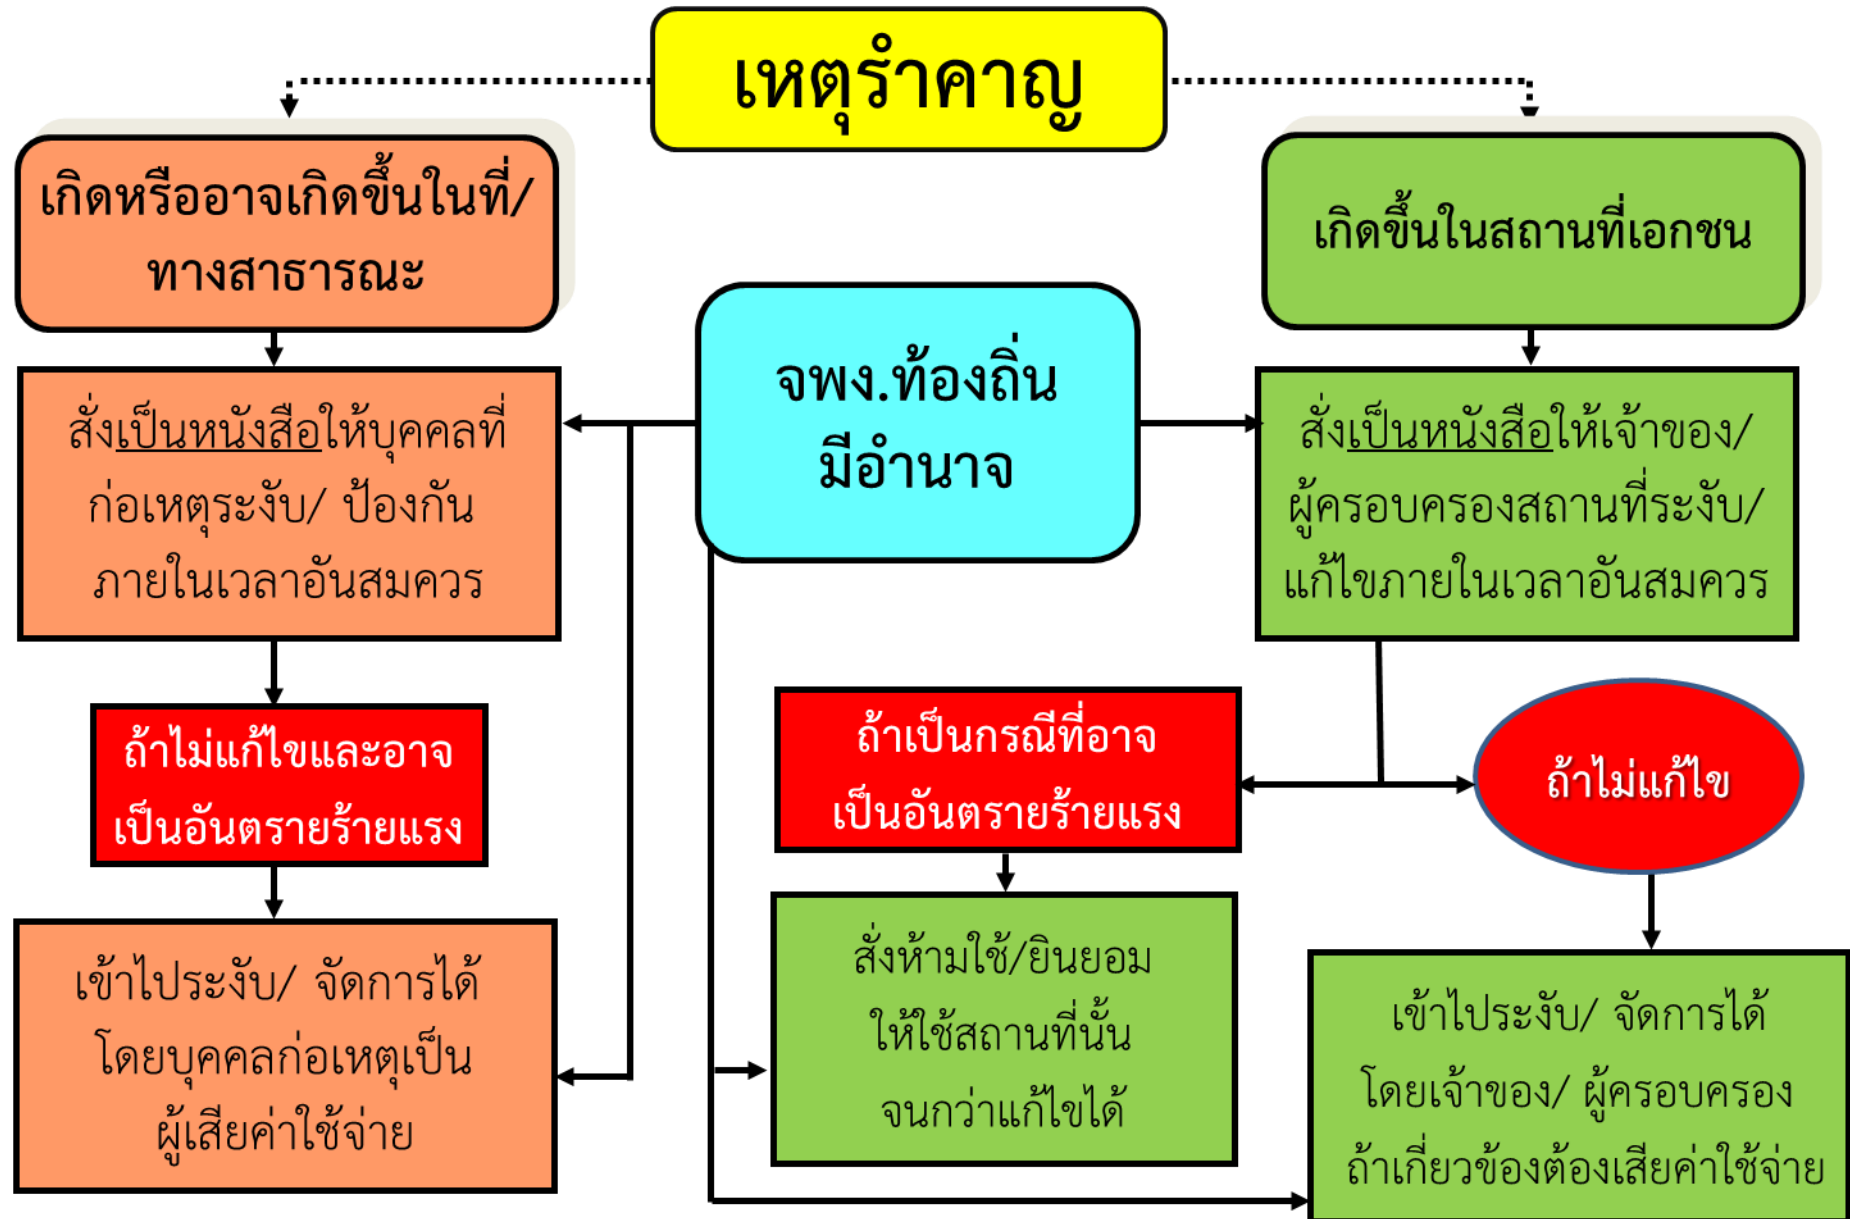 เหตุรำคาญ
เกิดหรืออาจเกิดขึ้นในที่/
ทางสาธารณะ
เกิดขึ้นในสถานที่เอกชน
จพง.ท้องถิ่น
มีอำนาจ
สั่งเป็นหนังสือให้บุคคลที่
ก่อเหตุระงับ/ ป้องกัน
ภายในเวลาอันสมควร
สั่งเป็นหนังสือให้เจ้าของ/
ผู้ครอบครองสถานที่ระงับ/
แก้ไขภายในเวลาอันสมควร
ถ้าไม่แก้ไขและอาจ
เป็นอันตรายร้ายแรง
ถ้าเป็นกรณีที่อาจ
เป็นอันตรายร้ายแรง
ถ้าไม่แก้ไข
เข้าไประงับ/ จัดการได้
โดยบุคคลก่อเหตุเป็น
ผู้เสียค่าใช้จ่าย
สั่งห้ามใช้/ยินยอม
ให้ใช้สถานที่นั้น
จนกว่าแก้ไขได้
เข้าไประงับ/ จัดการได้
โดยเจ้าของ/ ผู้ครอบครอง
ถ้าเกี่ยวข้องต้องเสียค่าใช้จ่าย